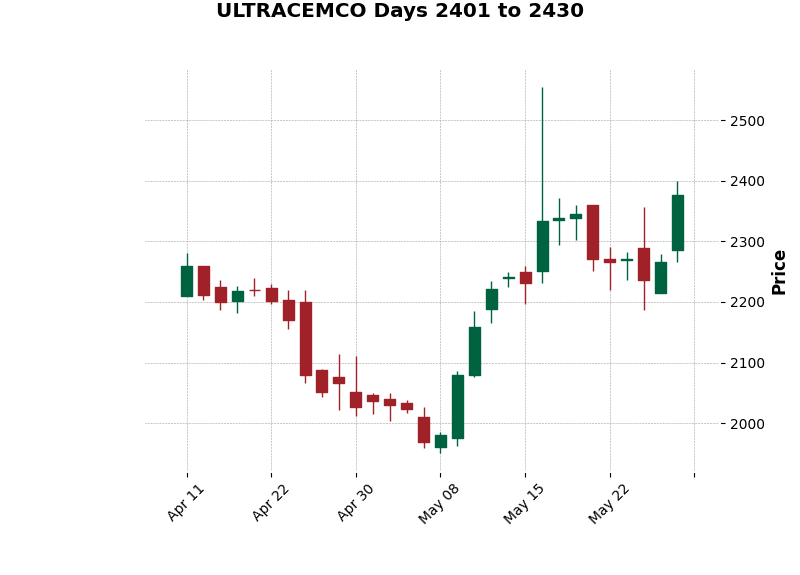 ULTRACEMCO Days 2401 to 2430
2500
2400
2300
2200
2100
2000
Price
Apr 11
Apr 22
Apr 30
May 08
May 15
May 22